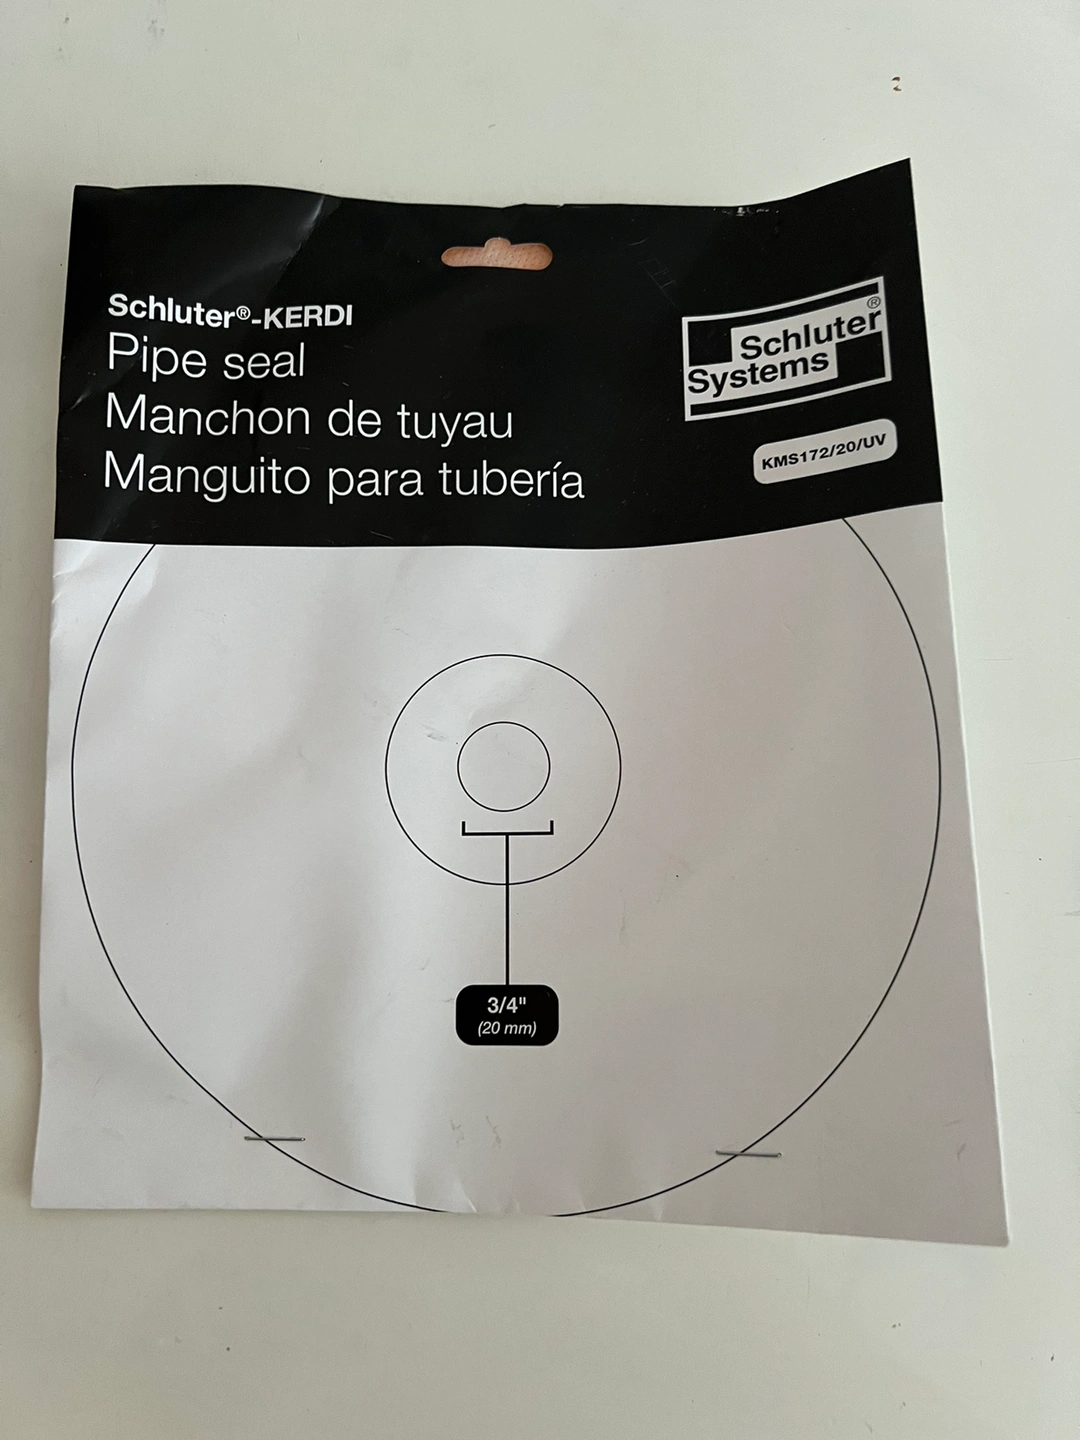 Schluter®-KERDI
Pipe seal
Manchon de tuyau
Manguito para tubería
Schluter®
Systems
KMS172/20/UV
3/4"
(20 mm)